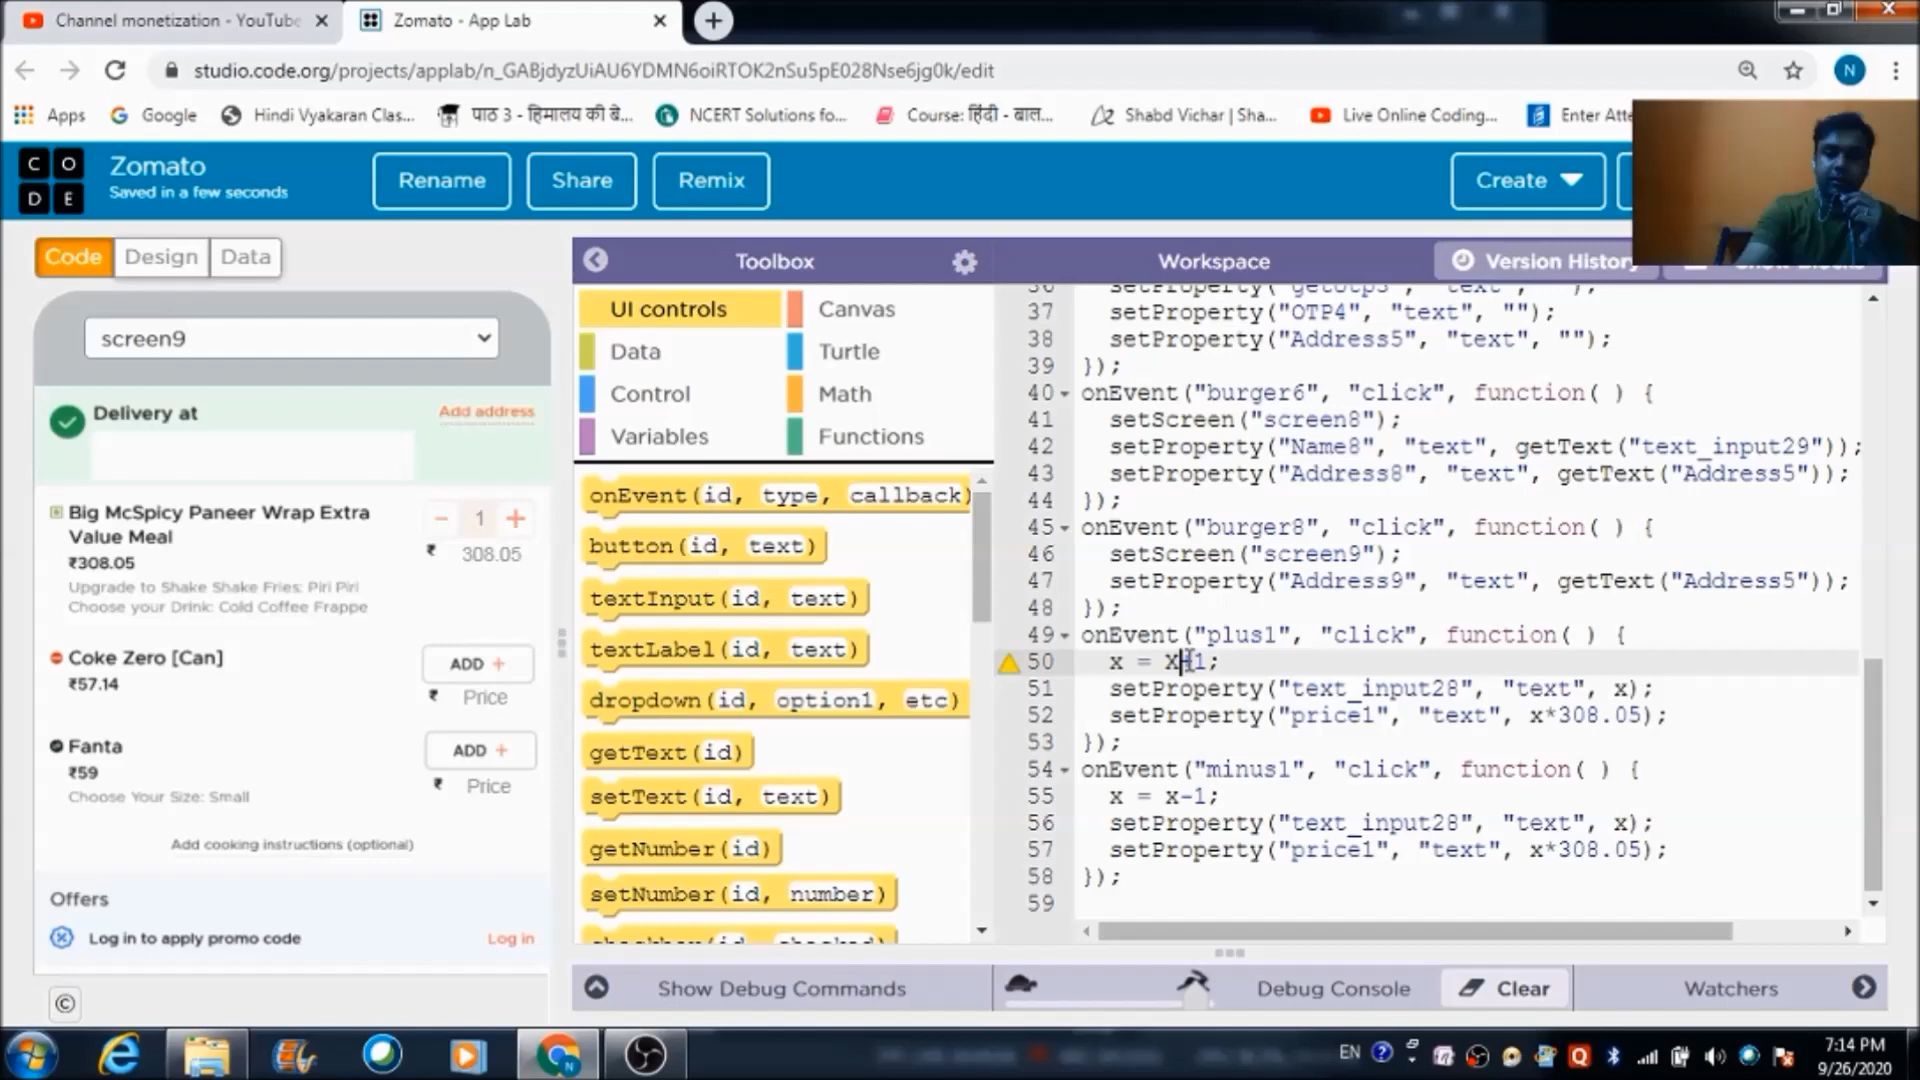 Channel monetization - YouTube
Zomato - App Lab
studio.code.org/projects/applab/n_GABjdyzUiAU6YDMN6oiRTOK2nSu5pE028Nse6jg0k/edit
N
Apps
Google
Hindi Vyakaran Clas...
पाठ 3 - हिमालय की बे...
NCERT Solutions fo...
Course: हिंदी - बाल...
Shabd Vichar | Sha...
Live Online Coding...
Enter Atte
C O
D E
Zomato
Saved in a few seconds
Rename
Share
Remix
Create
Code
Design
Data
Toolbox
Workspace
Version History
screen9
Delivery at
Add address
Big McSpicy Paneer Wrap Extra
Value Meal
₹308.05
Upgrade to Shake Shake Fries: Piri Piri
Choose your Drink: Cold Coffee Frappe
− 1 +
₹ 308.05
Coke Zero [Can]
₹57.14
ADD +
₹ Price
Fanta
₹59
Choose Your Size: Small
ADD +
₹ Price
Add cooking instructions (optional)
Offers
Log in to apply promo code
Log in
UI controls
Canvas
Data
Turtle
Control
Math
Variables
Functions
onEvent(id, type, callback)
button(id, text)
textInput(id, text)
textLabel(id, text)
dropdown(id, option1, etc)
getText(id)
setText(id, text)
getNumber(id)
setNumber(id, number)
36 setProperty("getotp3", "text", "");
37 setProperty("OTP4", "text", "");
38 setProperty("Address5", "text", "");
39 });
40 onEvent("burger6", "click", function( ) {
41 setScreen("screen8");
42 setProperty("Name8", "text", getText("text_input29"));
43 setProperty("Address8", "text", getText("Address5"));
44 });
45 onEvent("burger8", "click", function( ) {
46 setScreen("screen9");
47 setProperty("Address9", "text", getText("Address5"));
48 });
49 onEvent("plus1", "click", function( ) {
50 x = x+1;
51 setProperty("text_input28", "text", x);
52 setProperty("price1", "text", x*308.05);
53 });
54 onEvent("minus1", "click", function( ) {
55 x = x-1;
56 setProperty("text_input28", "text", x);
57 setProperty("price1", "text", x*308.05);
58 });
59
Show Debug Commands
Debug Console
Clear
Watchers
EN
7:14 PM
9/26/2020